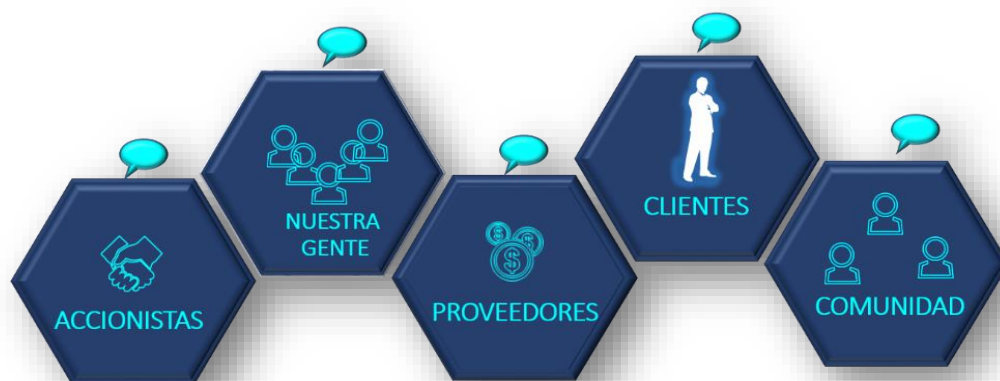 ACCIONISTAS
NUESTRA
GENTE
PROVEEDORES
CLIENTES
COMUNIDAD